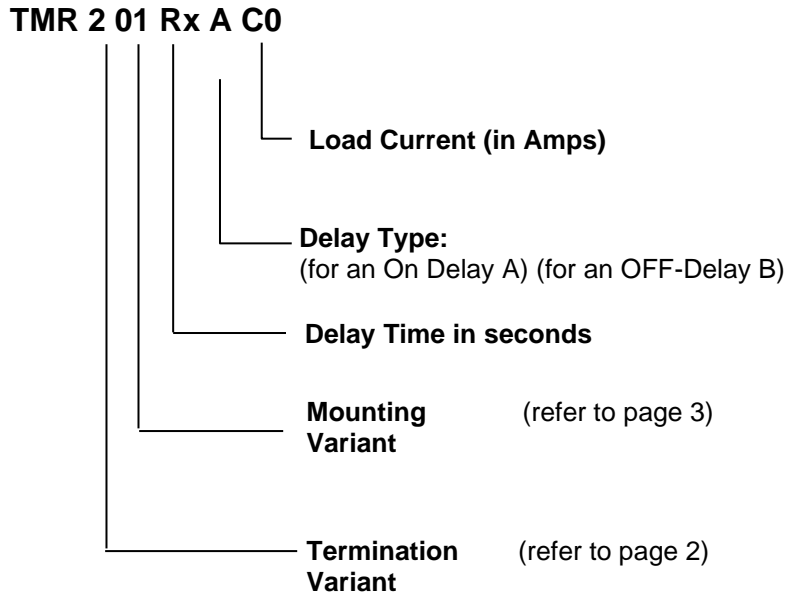 TMR 2 01 Rx A C0
Load Current (in Amps)
Delay Type:
(for an On Delay A) (for an OFF-Delay B)
Delay Time in seconds
Mounting (refer to page 3)
Variant
Termination (refer to page 2)
Variant